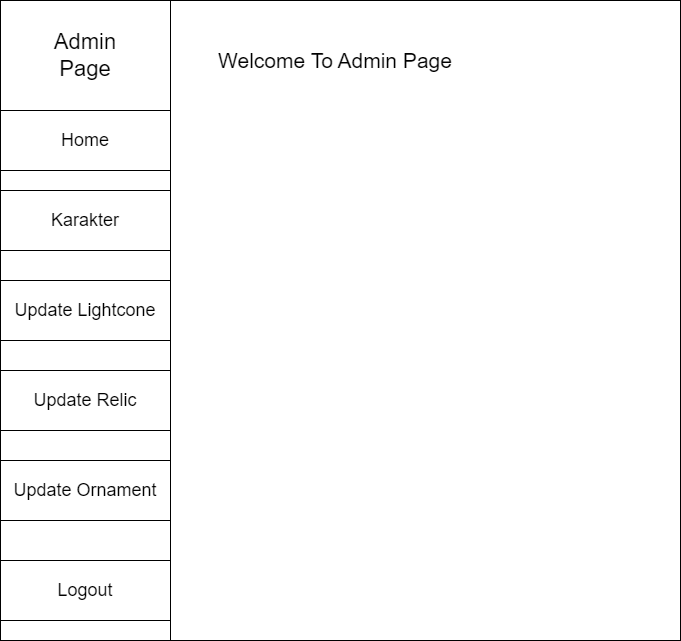 Admin
Page
Welcome To Admin Page
Home
Karakter
Update Lightcone
Update Relic
Update Ornament
Logout